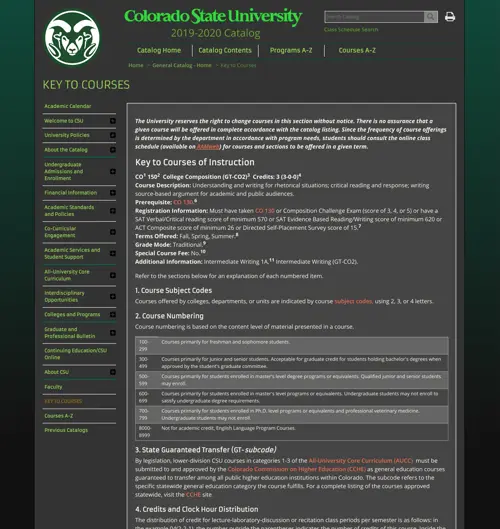 Colorado State University
2019-2020 Catalog
Search Catalog
Class Schedule Search
Catalog Home
Catalog Contents
Programs A-Z
Courses A-Z
Home > General Catalog - Home > Key to Courses
KEY TO COURSES
Academic Calendar
Welcome to CSU
University Policies
About the Catalog
Undergraduate
Admissions and
Enrollment
Financial Information
Academic Standards
and Policies
Co-Curricular
Engagement
Academic Services and
Student Support
All-University Core
Curriculum
Interdisciplinary
Opportunities
Colleges and Programs
Graduate and
Professional Bulletin
Continuing Education/CSU
Online
About CSU
Faculty
KEY TO COURSES
Courses A-Z
Previous Catalogs
The University reserves the right to change courses in this section without notice. There is no assurance that a
given course will be offered in complete accordance with the catalog listing. Since the frequency of course offerings
is determined by the department in accordance with program needs, students should consult the online class
schedule (available on RAMweb) for courses and sections to be offered in a given term.
Key to Courses of Instruction
CO1 1502 College Composition (GT-CO2)3 Credits: 3 (3-0-0)4
Course Description: Understanding and writing for rhetorical situations; critical reading and response; writing
source-based argument for academic and public audiences.
Prerequisite: CO 130.6
Registration Information: Must have taken CO 130 or Composition Challenge Exam (score of 3, 4, or 5) or have a
SAT Verbal/Critical reading score of minimum 570 or SAT Evidence Based Reading/Writing score of minimum 620 or
ACT Composite score of minimum 26 or Directed Self-Placement Survey score of 15.7
Terms Offered: Fall, Spring, Summer.8
Grade Mode: Traditional.9
Special Course Fee: No.10
Additional Information: Intermediate Writing 1A,11 Intermediate Writing (GT-CO2).
Refer to the sections below for an explanation of each numbered item.
1. Course Subject Codes
Courses offered by colleges, departments, or units are indicated by course subject codes, using 2, 3, or 4 letters.
2. Course Numbering
Course numbering is based on the content level of material presented in a course.
100-
299
Courses primarily for freshman and sophomore students.
300-
499
Courses primarily for junior and senior students. Acceptable for graduate credit for students holding bachelor's degrees when
approved by the student's graduate committee.
500-
599
Courses primarily for students enrolled in master's level degree programs or equivalents. Qualified junior and senior students
may enroll.
600-
699
Courses primarily for students enrolled in master's level programs or equivalents. Undergraduate students may not enroll to
satisfy undergraduate degree requirements.
700-
799
Courses primarily for students enrolled in Ph.D. level programs or equivalents and professional veterinary medicine.
Undergraduate students may not enroll.
8000-
8999
Not for academic credit, English Language Program Courses.
3. State Guaranteed Transfer (GT-subcode)
By legislation, lower-division CSU courses in categories 1-3 of the All-University Core Curriculum (AUCC) must be
submitted to and approved by the Colorado Commission on Higher Education (CCHE) as general education courses
guaranteed to transfer among all public higher education institutions within Colorado. The subcode refers to the
specific statewide general education category the course fulfills. For a complete listing of the courses approved
statewide, visit the CCHE site.
4. Credits and Clock Hour Distribution
The distribution of credit for lecture-laboratory-discussion or recitation class periods per semester is as follows: in